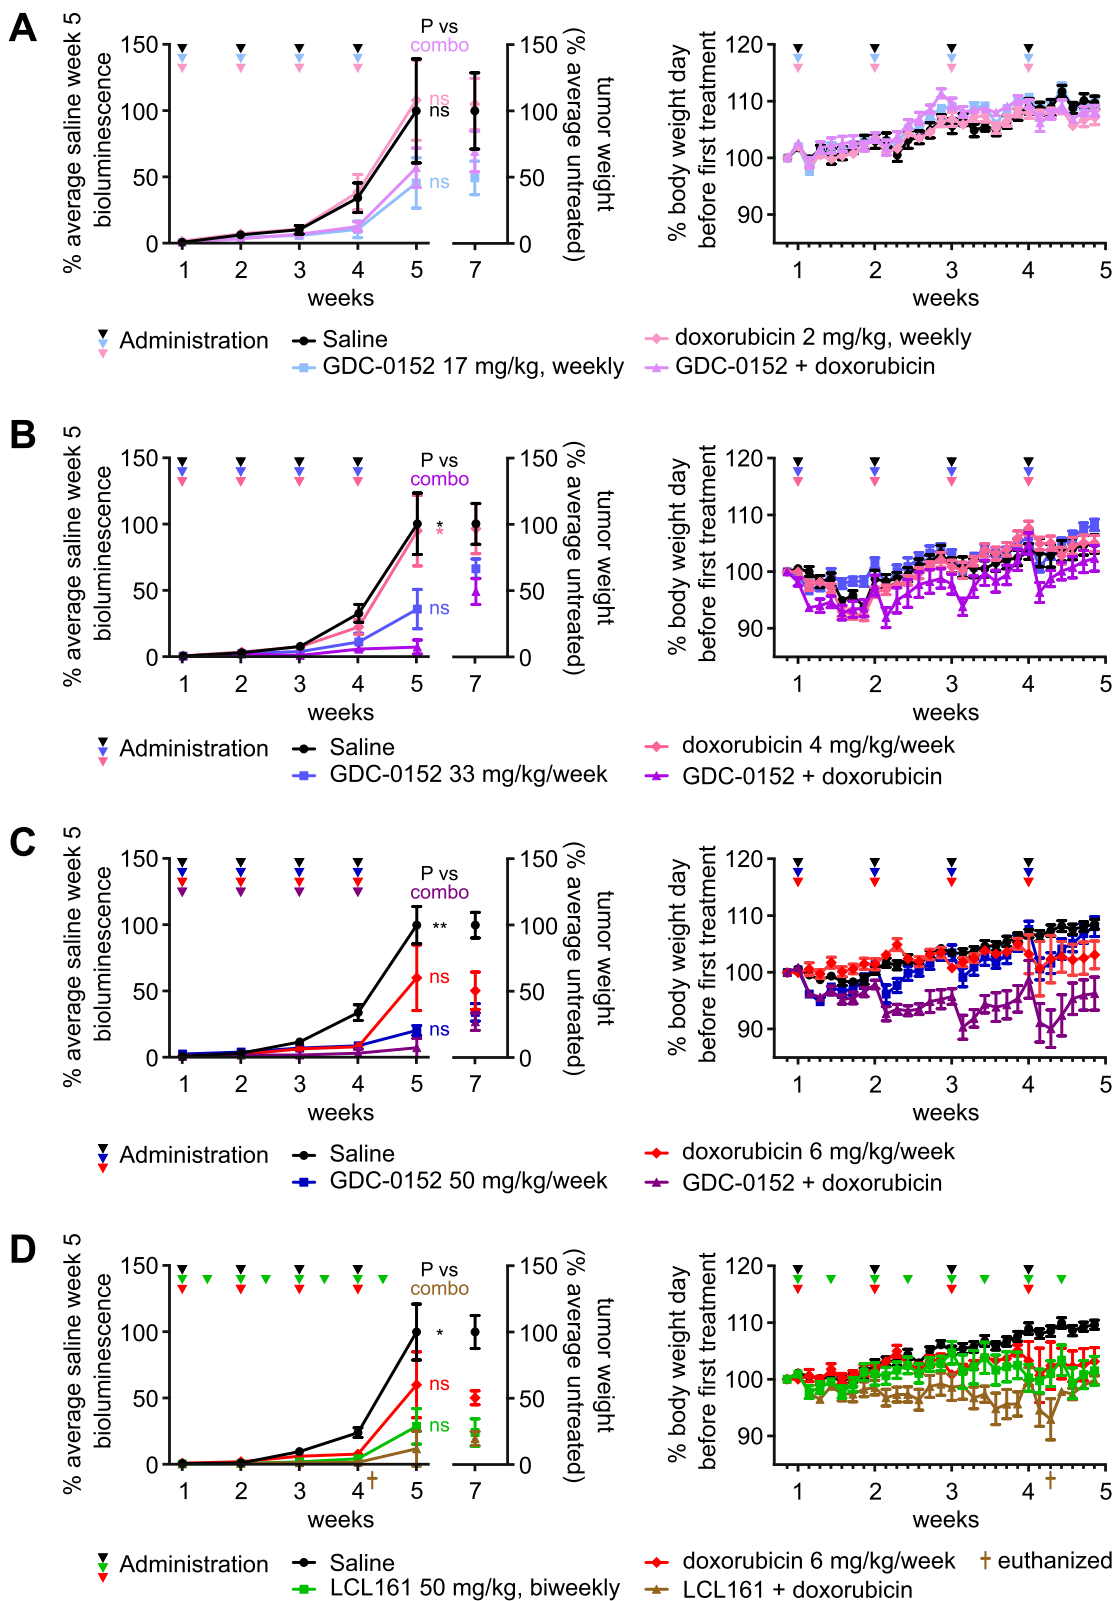 A
% average saline week 5
bioluminescence
150
100
50
0
1 2 3 4 5 7
weeks
P vs
combo
ns
ns
ns
150
100
50
0
tumor weight
(% average untreated)
% body weight day
before first treatment
120
110
100
90
1 2 3 4 5
weeks
Administration
Saline
GDC-0152 17 mg/kg, weekly
doxorubicin 2 mg/kg, weekly
GDC-0152 + doxorubicin
B
% average saline week 5
bioluminescence
150
100
50
0
1 2 3 4 5 7
weeks
P vs
combo
*
*
ns
150
100
50
0
tumor weight
(% average untreated)
% body weight day
before first treatment
120
110
100
90
1 2 3 4 5
weeks
Administration
Saline
GDC-0152 33 mg/kg/week
doxorubicin 4 mg/kg/week
GDC-0152 + doxorubicin
C
% average saline week 5
bioluminescence
150
100
50
0
1 2 3 4 5 7
weeks
P vs
combo
**
ns
ns
150
100
50
0
tumor weight
(% average untreated)
% body weight day
before first treatment
120
110
100
90
1 2 3 4 5
weeks
Administration
Saline
GDC-0152 50 mg/kg/week
doxorubicin 6 mg/kg/week
GDC-0152 + doxorubicin
D
% average saline week 5
bioluminescence
150
100
50
0
1 2 3 4 † 5 7
weeks
P vs
combo
*
ns
ns
150
100
50
0
tumor weight
(% average untreated)
% body weight day
before first treatment
120
110
100
90
1 2 3 4 † 5
weeks
Administration
Saline
LCL161 50 mg/kg, biweekly
doxorubicin 6 mg/kg/week
LCL161 + doxorubicin
† euthanized